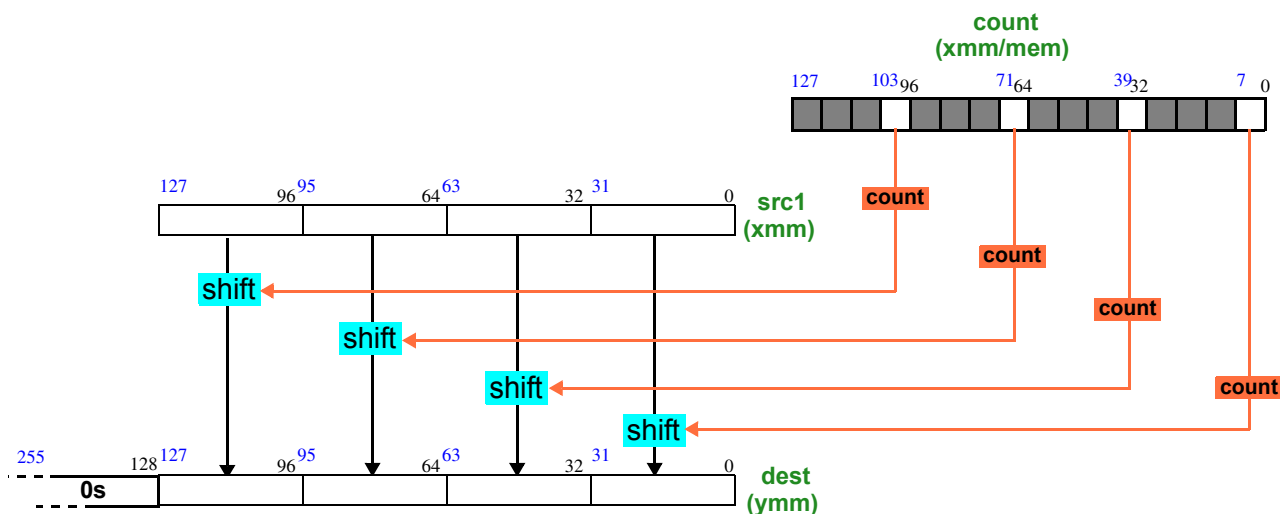 count
(xmm/mem)
127 103 96 71 64 39 32 7 0
127 96 95 64 63 32 31 0
src1
(xmm)
count
count
count
count
shift
shift
shift
shift
255 128 127 96 95 64 63 32 31 0
0s
dest
(ymm)